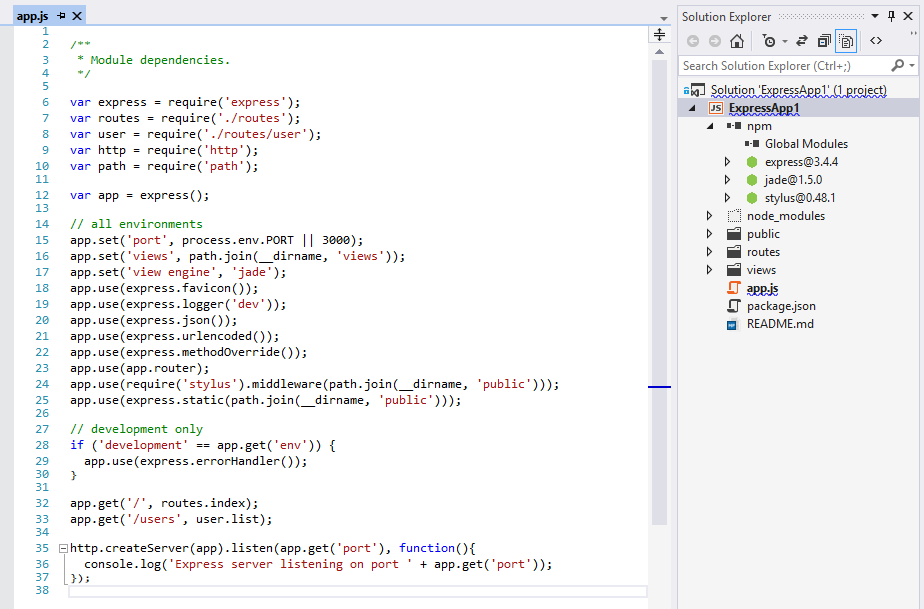 app.js
1
2 /**
3  * Module dependencies.
4  */
5
6 var express = require('express');
7 var routes = require('./routes');
8 var user = require('./routes/user');
9 var http = require('http');
10 var path = require('path');
11
12 var app = express();
13
14 // all environments
15 app.set('port', process.env.PORT || 3000);
16 app.set('views', path.join(__dirname, 'views'));
17 app.set('view engine', 'jade');
18 app.use(express.favicon());
19 app.use(express.logger('dev'));
20 app.use(express.json());
21 app.use(express.urlencoded());
22 app.use(express.methodOverride());
23 app.use(app.router);
24 app.use(require('stylus').middleware(path.join(__dirname, 'public')));
25 app.use(express.static(path.join(__dirname, 'public')));
26
27 // development only
28 if ('development' == app.get('env')) {
29   app.use(express.errorHandler());
30 }
31
32 app.get('/', routes.index);
33 app.get('/users', user.list);
34
35 http.createServer(app).listen(app.get('port'), function(){
36   console.log('Express server listening on port ' + app.get('port'));
37 });
38
Solution Explorer
Search Solution Explorer (Ctrl+;)
Solution 'ExpressApp1' (1 project)
JS ExpressApp1
npm
Global Modules
express@3.4.4
jade@1.5.0
stylus@0.48.1
node_modules
public
routes
views
app.js
package.json
README.md